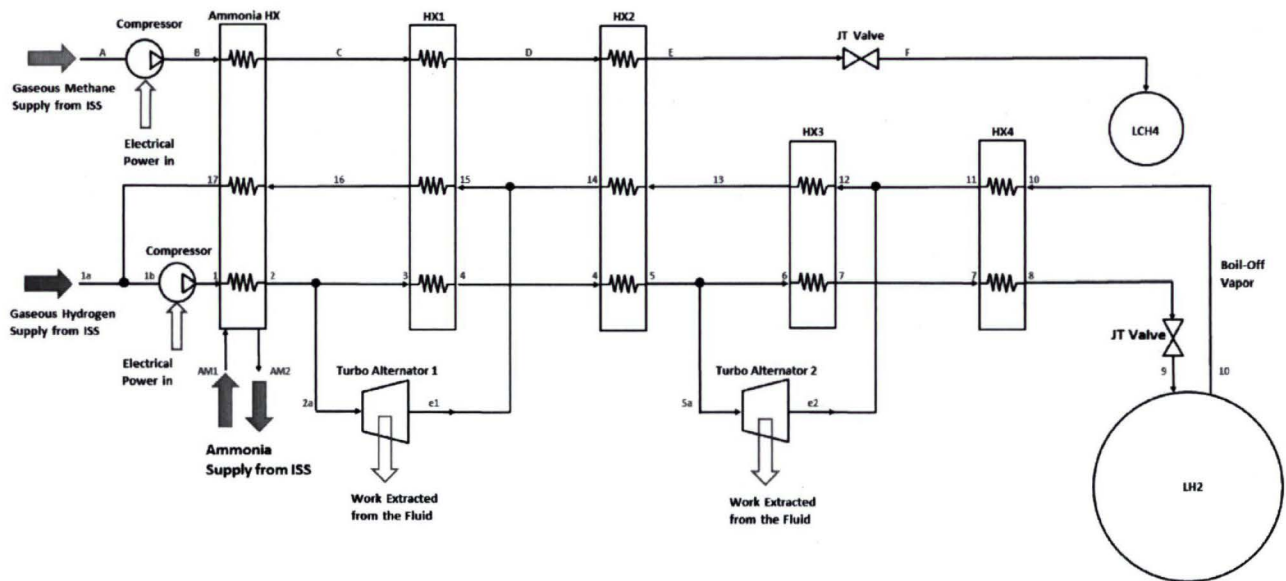 Ammonia HX
HX1
HX2
Compressor
JT Valve
A
B
C
D
E
F
Gaseous Methane
Supply from ISS
Electrical
Power in
LCH4
HX3
HX4
17
16
15
14
13
12
11
10
Compressor
1a
1b
1
2
3
4
4
5
6
7
7
8
Gaseous Hydrogen
Supply from ISS
Boil-Off
Vapor
JT Valve
Electrical
Power in
AM1
AM2
Turbo Alternator 1
Turbo Alternator 2
9
10
2a
e1
5a
e2
Ammonia
Supply from ISS
Work Extracted
from the Fluid
Work Extracted
from the Fluid
LH2